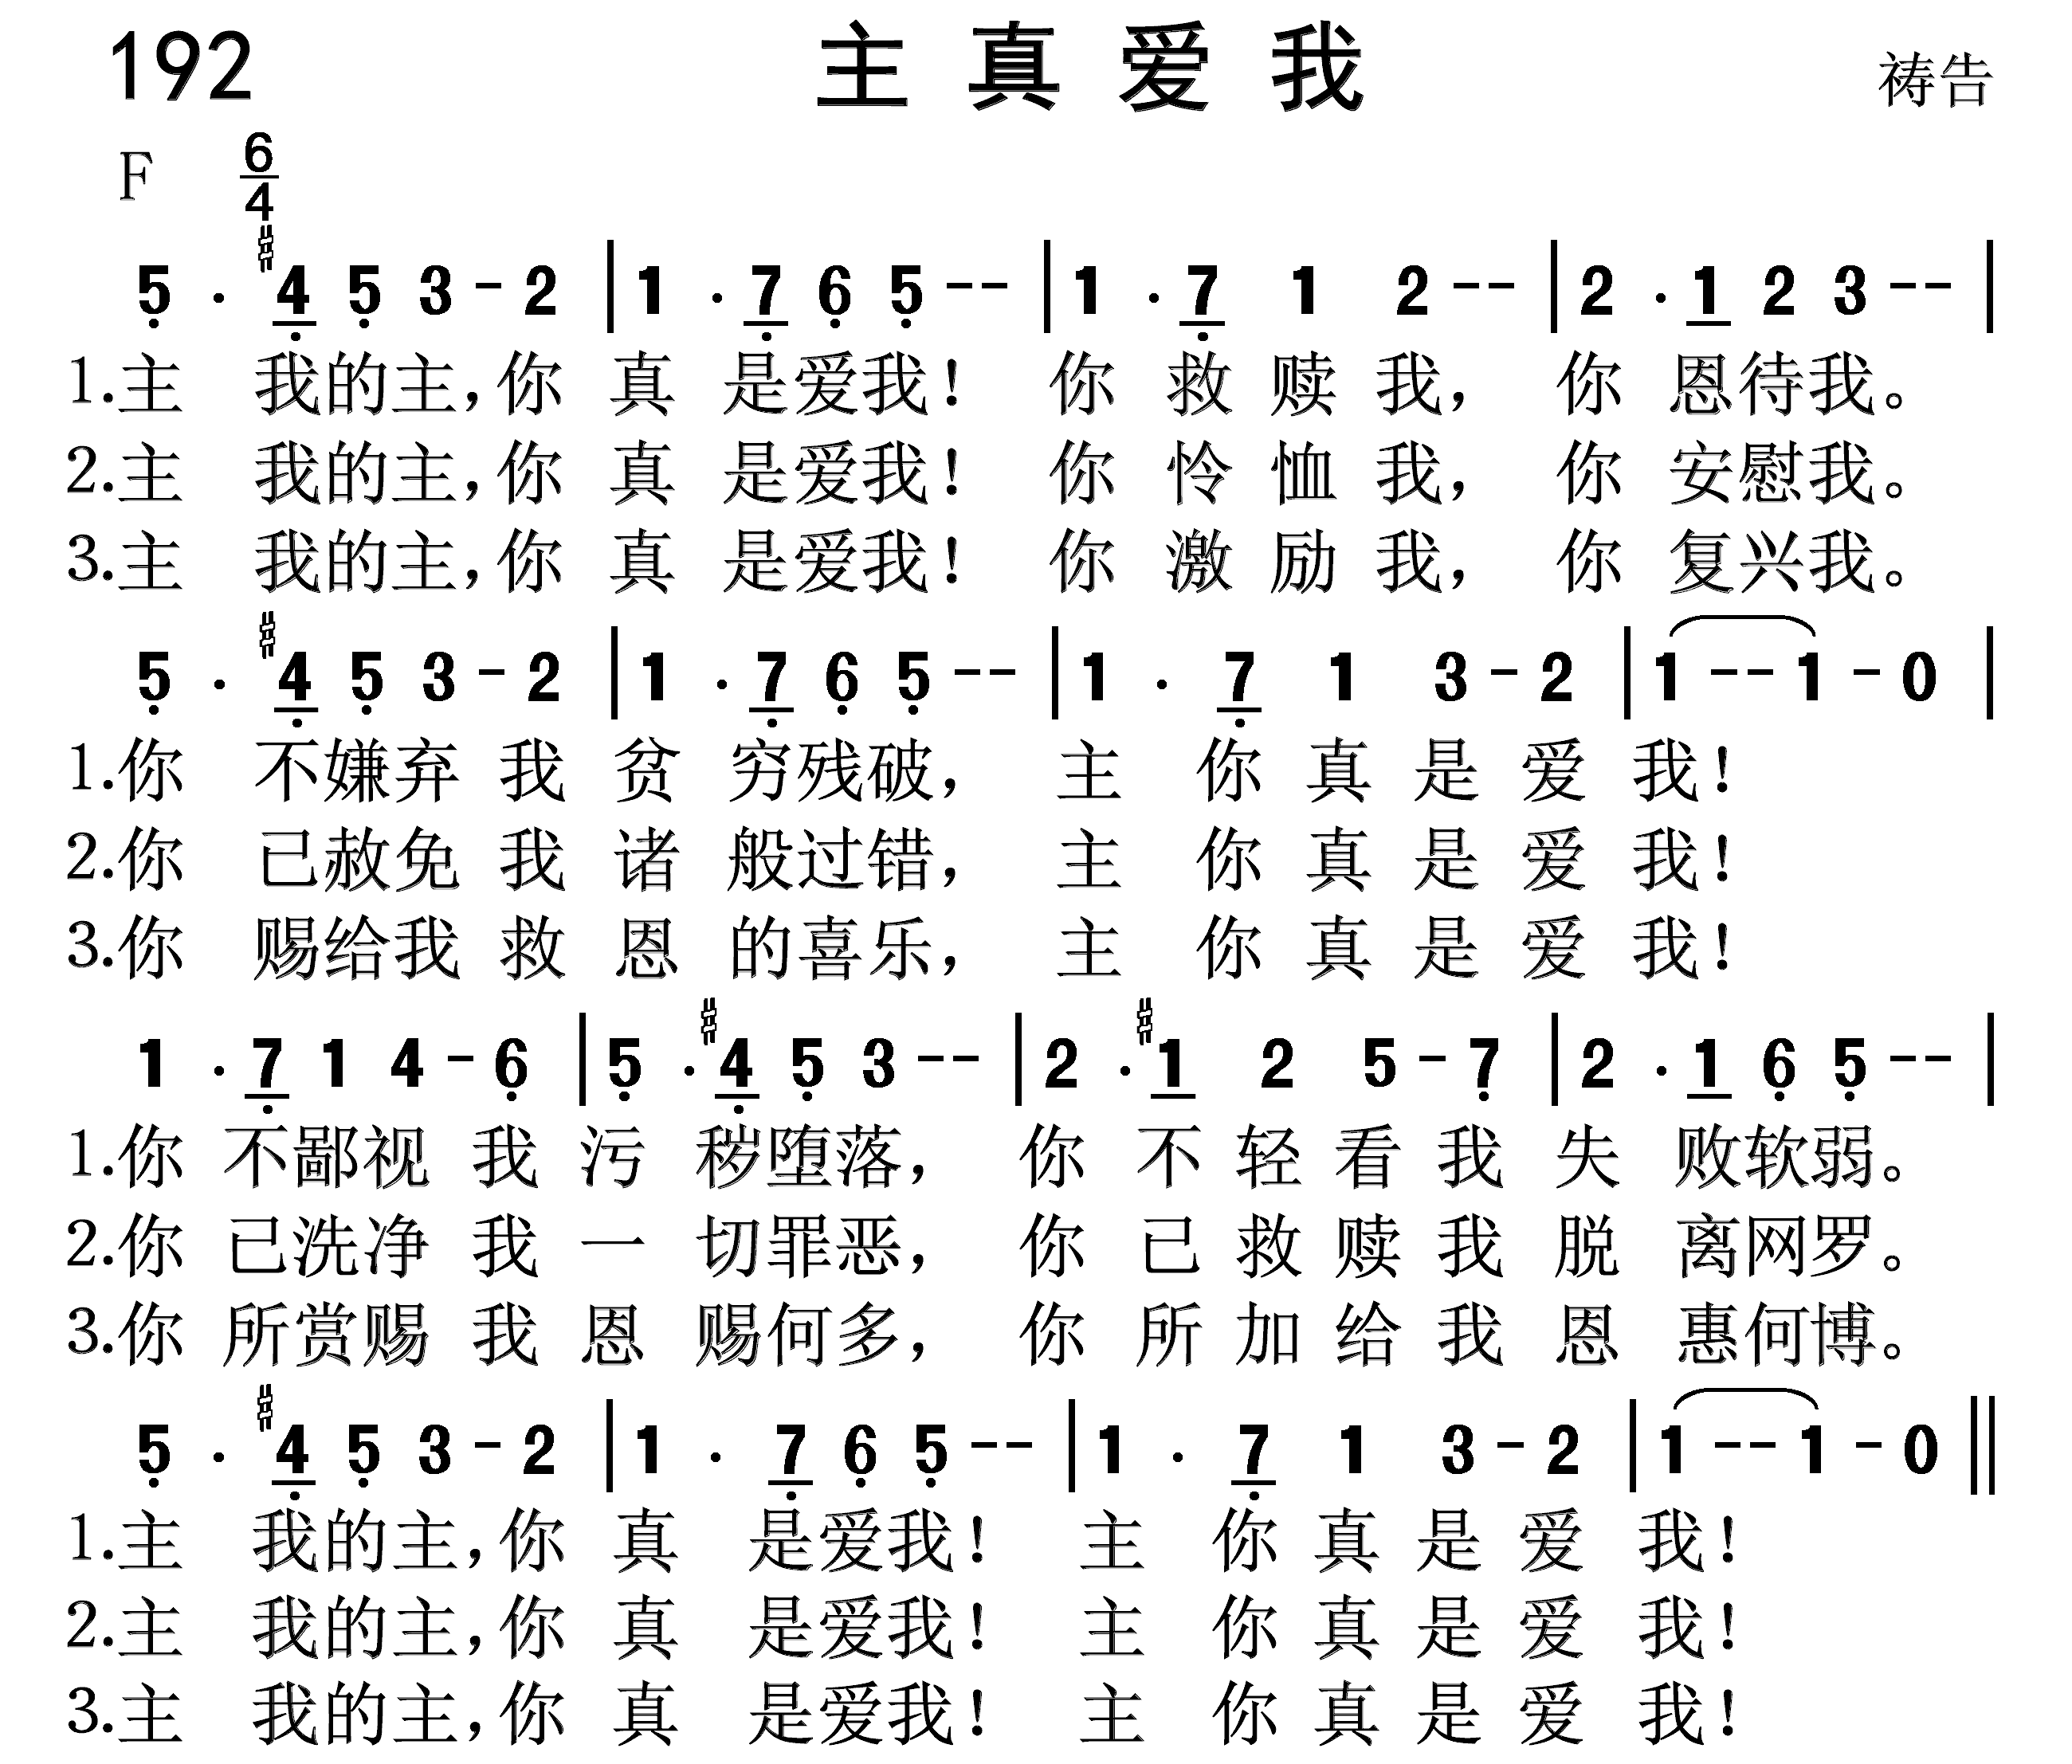 192 主真爱我 祷告
F 6/4
5̣ . #4̣ 5̣ 3 - 2 | 1 . 7̣ 6̣ 5̣ - - | 1 . 7̣ 1 2 - - | 2 . 1 2 3 - - |
1.主 我的主,你 真 是爱我! 你 救 赎 我, 你 恩待我。
2.主 我的主,你 真 是爱我! 你 怜 恤 我, 你 安慰我。
3.主 我的主,你 真 是爱我! 你 激 励 我, 你 复兴我。
5̣ . #4̣ 5̣ 3 - 2 | 1 . 7̣ 6̣ 5̣ - - | 1 . 7̣ 1 3 - 2 | 1 - - 1 - 0 |
1.你 不嫌弃 我 贫 穷残破, 主 你 真 是 爱 我!
2.你 已赦免 我 诸 般过错, 主 你 真 是 爱 我!
3.你 赐给我 救 恩 的喜乐, 主 你 真 是 爱 我!
1 . 7̣ 1 4 - 6̣ | 5̣ . #4̣ 5̣ 3 - - | 2 . #1 2 5 - 7̣ | 2 . 1 6̣ 5̣ - - |
1.你 不鄙视 我 污 秽堕落, 你 不 轻 看 我 失 败软弱。
2.你 已洗净 我 一 切罪恶, 你 已 救 赎 我 脱 离网罗。
3.你 所赏赐 我 恩 赐何多, 你 所 加 给 我 恩 惠何博。
5̣ . #4̣ 5̣ 3 - 2 | 1 . 7̣ 6̣ 5̣ - - | 1 . 7̣ 1 3 - 2 | 1 - - 1 - 0 ||
1.主 我的主,你 真 是爱我! 主 你 真 是 爱 我!
2.主 我的主,你 真 是爱我! 主 你 真 是 爱 我!
3.主 我的主,你 真 是爱我! 主 你 真 是 爱 我!